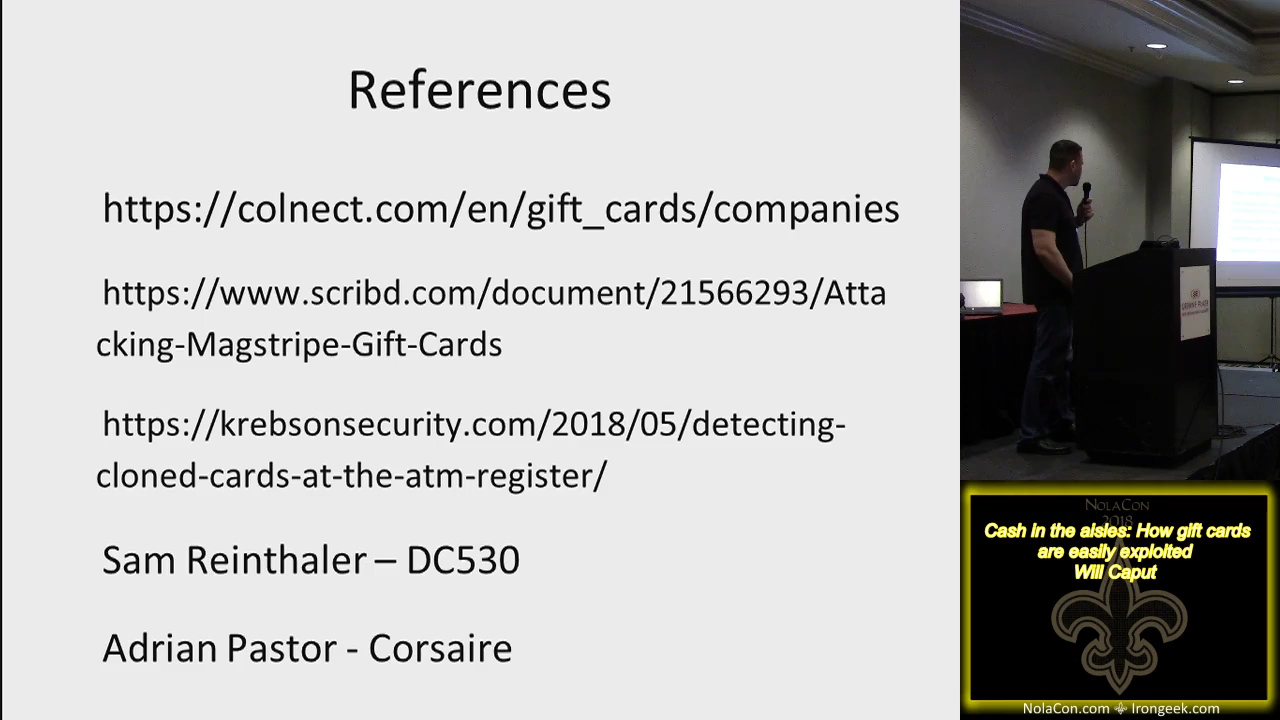 References
https://colnect.com/en/gift_cards/companies
https://www.scribd.com/document/21566293/Atta
cking-Magstripe-Gift-Cards
https://krebsonsecurity.com/2018/05/detecting-
cloned-cards-at-the-atm-register/
Sam Reinthaler – DC530
Adrian Pastor - Corsaire
NolaCon
2018
Cash in the aisles: How gift cards
are easily exploited
Will Caput
NolaCon.com Irongeek.com